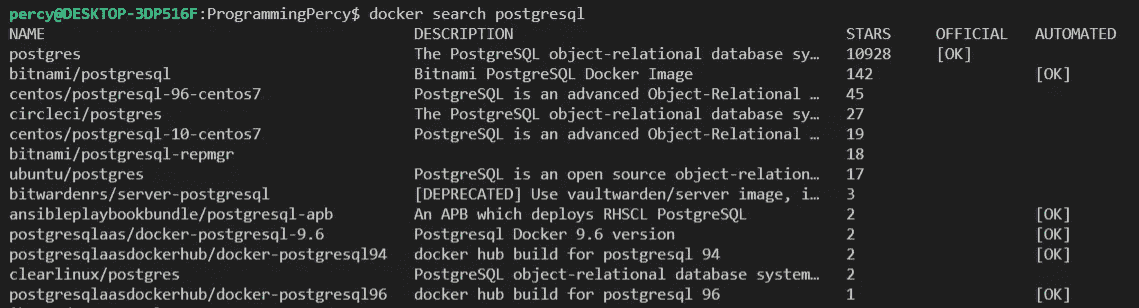 percy@DESKTOP-3DP516F:ProgrammingPercy$ docker search postgresql
NAME DESCRIPTION STARS OFFICIAL AUTOMATED
postgres The PostgreSQL object-relational database sy… 10928 [OK]
bitnami/postgresql Bitnami PostgreSQL Docker Image 142 [OK]
centos/postgresql-96-centos7 PostgreSQL is an advanced Object-Relational … 45
circleci/postgres The PostgreSQL object-relational database sy… 27
centos/postgresql-10-centos7 PostgreSQL is an advanced Object-Relational … 19
bitnami/postgresql-repmgr 18
ubuntu/postgres PostgreSQL is an open source object-relation… 17
bitwardenrs/server-postgresql [DEPRECATED] Use vaultwarden/server image, i… 3
ansibleplaybookbundle/postgresql-apb An APB which deploys RHSCL PostgreSQL 2 [OK]
postgresqlaas/docker-postgresql-9.6 Postgresql Docker 9.6 version 2 [OK]
postgresqlaasdockerhub/docker-postgresql94 docker hub build for postgresql 94 2 [OK]
clearlinux/postgres PostgreSQL object-relational database system… 2
postgresqlaasdockerhub/docker-postgresql96 docker hub build for postgresql 96 1 [OK]